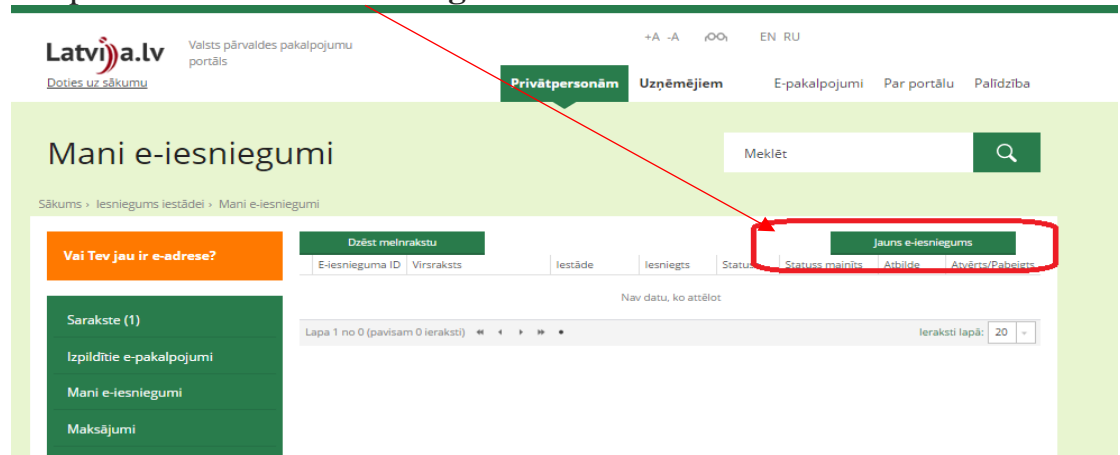 +A -A EN RU
Latvija.lv
Valsts pārvaldes pakalpojumu
portāls
Doties uz sākumu
Privātpersonām Uzņēmējiem E-pakalpojumi Par portālu Palīdzība
Mani e-iesniegumi
Meklēt
Sākums › Iesniegums iestādei › Mani e-iesniegumi
Vai Tev jau ir e-adrese?
Dzēst melnrakstu
Jauns e-iesniegums
E-iesnieguma ID Virsraksts Iestāde Iesniegts Status Statuss mainīts Atbilde Atvērts/Pabeigts
Nav datu, ko attēlot
Lapa 1 no 0 (pavisam 0 ieraksti)
Ieraksti lapā: 20
Sarakste (1)
Izpildītie e-pakalpojumi
Mani e-iesniegumi
Maksājumi